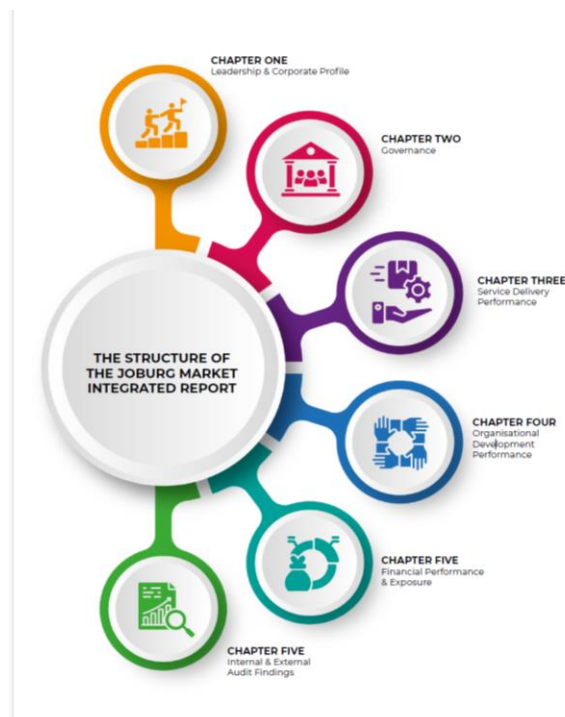 CHAPTER ONE
Leadership & Corporate Profile
CHAPTER TWO
Governance
CHAPTER THREE
Service Delivery
Performance
THE STRUCTURE OF
THE JOBURG MARKET
INTEGRATED REPORT
CHAPTER FOUR
Organisational
Development
Performance
CHAPTER FIVE
Financial Performance
& Exposure
CHAPTER FIVE
Internal & External
Audit Findings